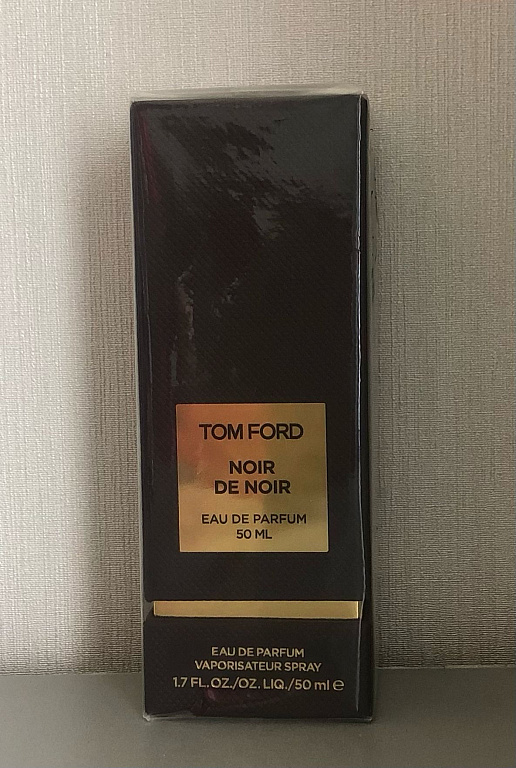 TOM FORD
NOIR
DE NOIR
EAU DE PARFUM
50 ML
EAU DE PARFUM
VAPORISATEUR SPRAY
1.7 FL.OZ./OZ. LIQ./50 ml ℮